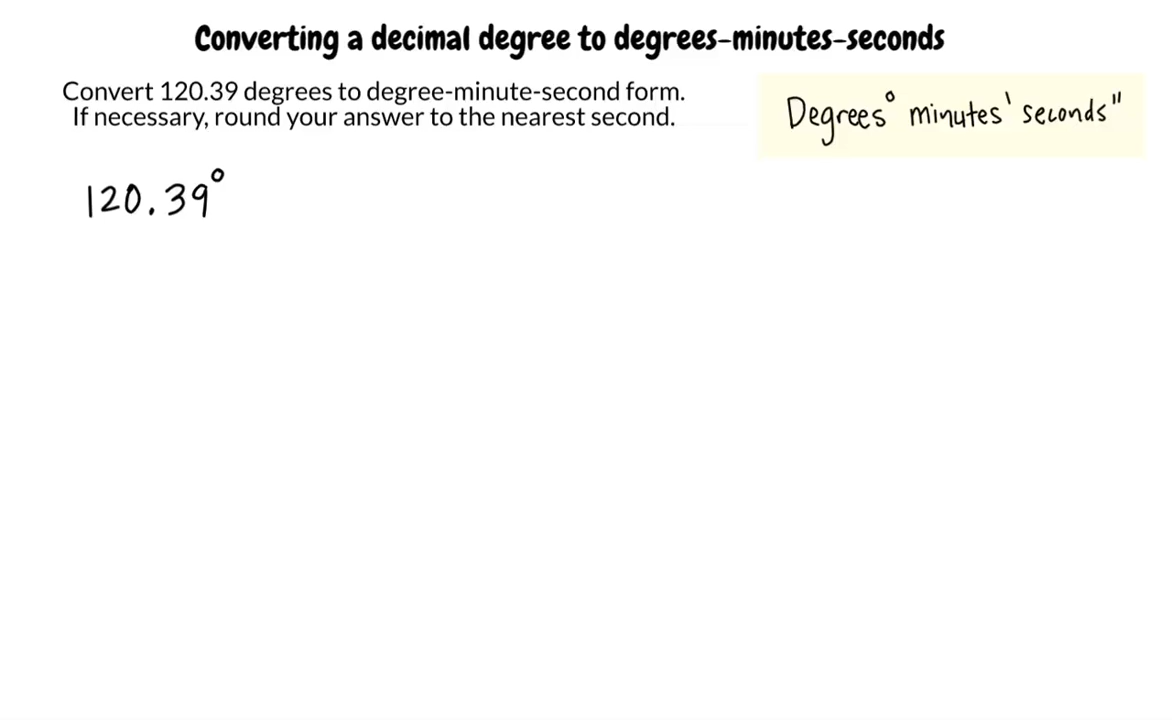 Converting a decimal degree to degrees-minutes-seconds
Convert 120.39 degrees to degree-minute-second form.
If necessary, round your answer to the nearest second.
Degrees° minutes' seconds"
120.39°